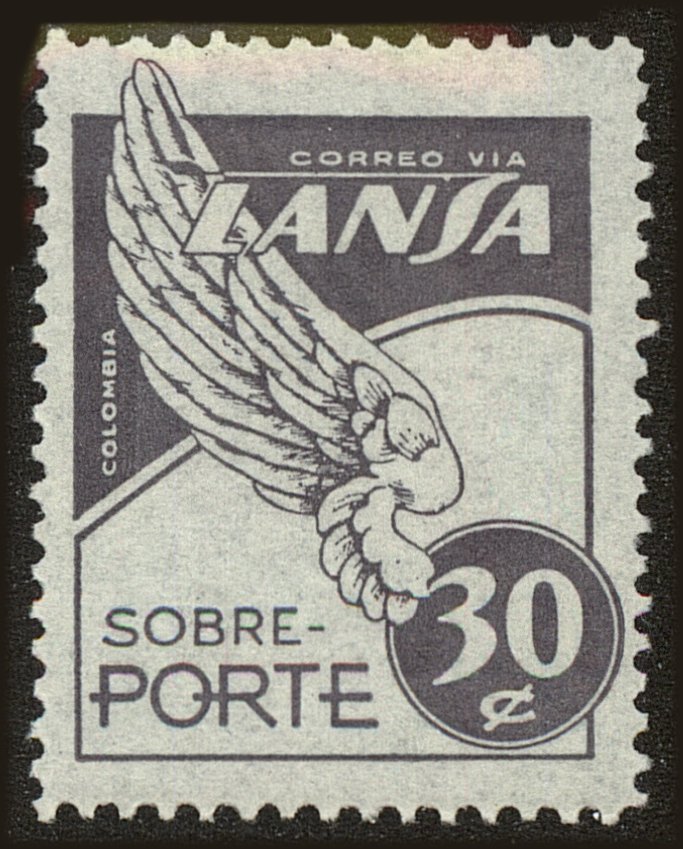 CORREO VIA
LANSA
COLOMBIA
SOBRE-
PORTE
30
¢